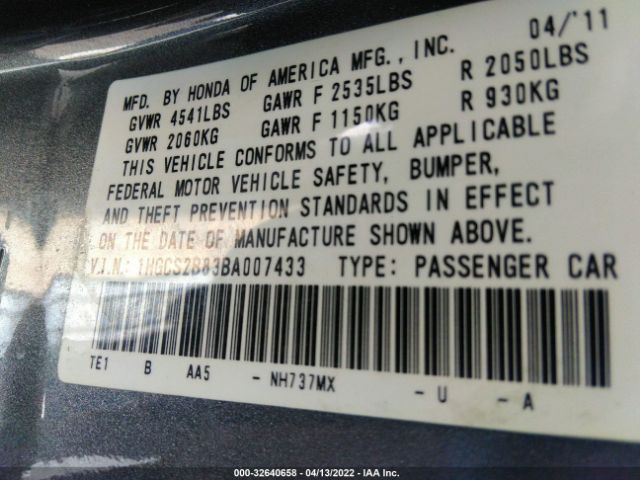 04/'11
MFD. BY HONDA OF AMERICA MFG., INC.
GVWR 4541LBS GAWR F 2535LBS R 2050LBS
GVWR 2060KG GAWR F 1150KG R 930KG
THIS VEHICLE CONFORMS TO ALL APPLICABLE
FEDERAL MOTOR VEHICLE SAFETY, BUMPER,
AND THEFT PREVENTION STANDARDS IN EFFECT
ON THE DATE OF MANUFACTURE SHOWN ABOVE.
V.I.N.: 1HGCS2B83BA007433 TYPE: PASSENGER CAR
TE1 B AA5 - NH737MX - U - A
000-32640658 - 04/13/2022 - IAA Inc.